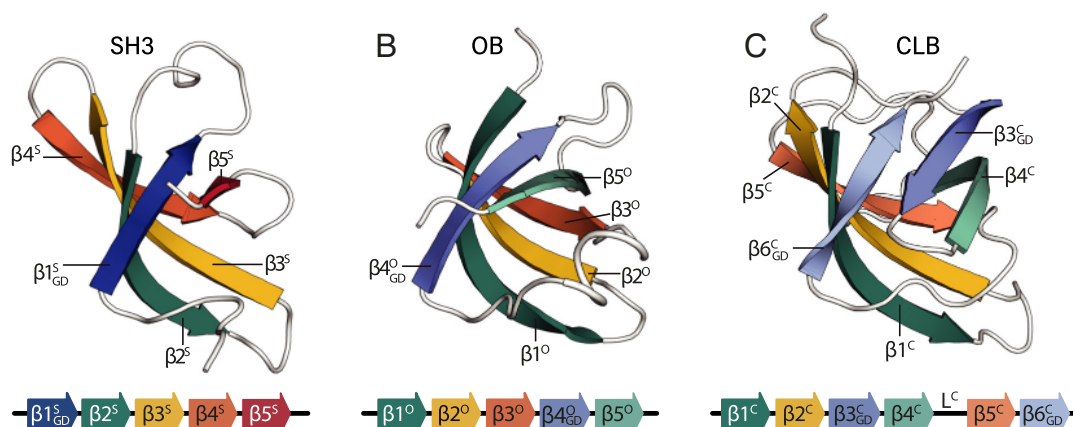 SH3
β4ˢ
β5ˢ
β1ˢGD
β3ˢ
β2ˢ
β1ˢGD β2ˢ β3ˢ β4ˢ β5ˢ
B OB
β5ᴼ
β3ᴼ
β4ᴼGD
β2ᴼ
β1ᴼ
β1ᴼ β2ᴼ β3ᴼ β4ᴼGD β5ᴼ
C CLB
β2ᶜ
β3ᶜGD
β4ᶜ
β5ᶜ
β6ᶜGD
β1ᶜ
β1ᶜ β2ᶜ β3ᶜGD β4ᶜ Lᶜ β5ᶜ β6ᶜGD